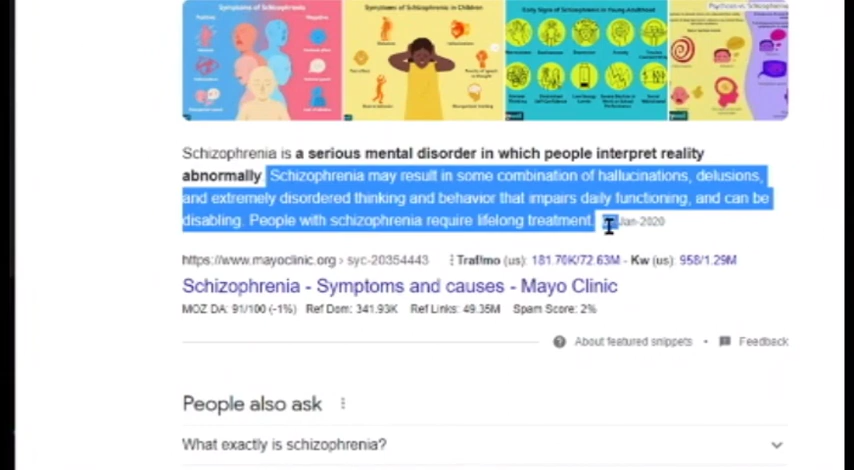 Symptoms of Schizophrenia
Symptoms of Schizophrenia in Children
Early Signs of Schizophrenia in Young Adulthood
Schizophrenia is a serious mental disorder in which people interpret reality
abnormally Schizophrenia may result in some combination of hallucinations, delusions,
and extremely disordered thinking and behavior that impairs daily functioning, and can be
disabling. People with schizophrenia require lifelong treatment. Jan-2020
https://www.mayoclinic.org › syc-20354443 Traf/mo (us): 181.70K/72.63M - Kw (us): 958/1.29M
Schizophrenia - Symptoms and causes - Mayo Clinic
MOZ DA: 91/100 (-1%) Ref Dom: 341.93K Ref Links: 49.35M Spam Score: 2%
About featured snippets • Feedback
People also ask
What exactly is schizophrenia?